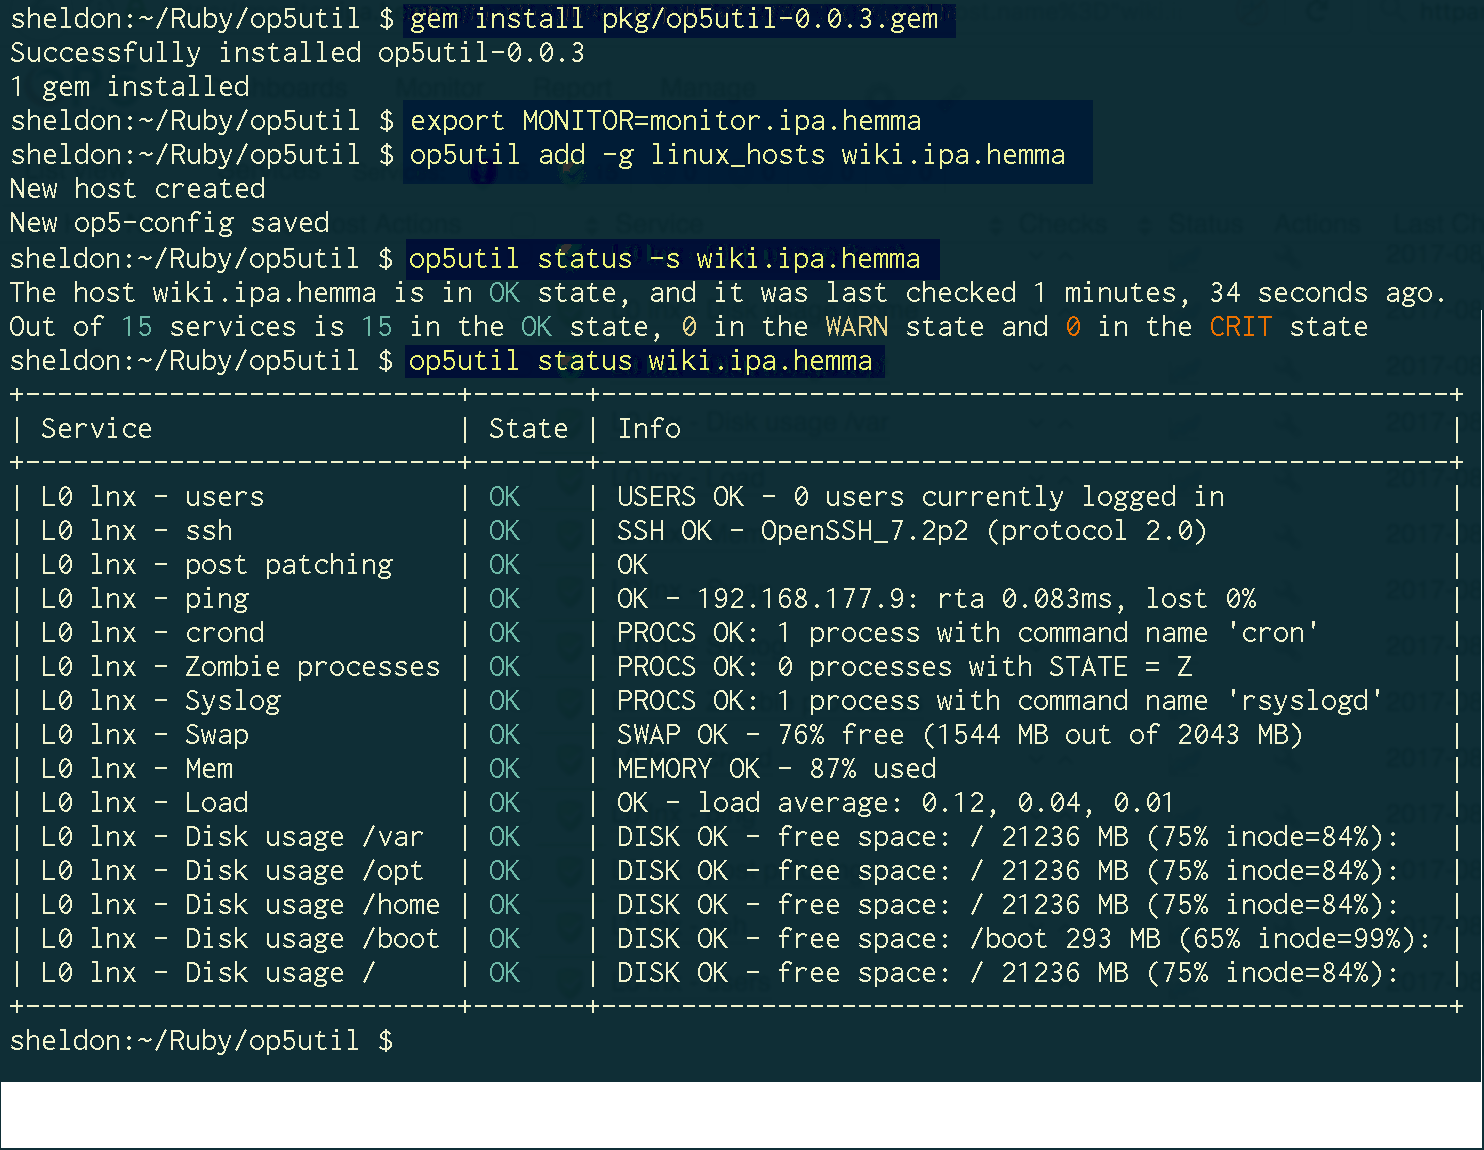 sheldon:~/Ruby/op5util $ gem install pkg/op5util-0.0.3.gem
Successfully installed op5util-0.0.3
1 gem installed
sheldon:~/Ruby/op5util $ export MONITOR=monitor.ipa.hemma
sheldon:~/Ruby/op5util $ op5util add -g linux_hosts wiki.ipa.hemma
New host created
New op5-config saved
sheldon:~/Ruby/op5util $ op5util status -s wiki.ipa.hemma
The host wiki.ipa.hemma is in OK state, and it was last checked 1 minutes, 34 seconds ago.
Out of 15 services is 15 in the OK state, 0 in the WARN state and 0 in the CRIT state
sheldon:~/Ruby/op5util $ op5util status wiki.ipa.hemma
+---------------------------+-------+-----------------------------------------------------+
| Service                   | State | Info                                                |
+---------------------------+-------+-----------------------------------------------------+
| L0 lnx - users            | OK    | USERS OK - 0 users currently logged in              |
| L0 lnx - ssh              | OK    | SSH OK - OpenSSH_7.2p2 (protocol 2.0)               |
| L0 lnx - post patching    | OK    | OK                                                  |
| L0 lnx - ping             | OK    | OK - 192.168.177.9: rta 0.083ms, lost 0%            |
| L0 lnx - crond            | OK    | PROCS OK: 1 process with command name 'cron'        |
| L0 lnx - Zombie processes | OK    | PROCS OK: 0 processes with STATE = Z                |
| L0 lnx - Syslog           | OK    | PROCS OK: 1 process with command name 'rsyslogd'    |
| L0 lnx - Swap             | OK    | SWAP OK - 76% free (1544 MB out of 2043 MB)         |
| L0 lnx - Mem              | OK    | MEMORY OK - 87% used                                |
| L0 lnx - Load             | OK    | OK - load average: 0.12, 0.04, 0.01                 |
| L0 lnx - Disk usage /var  | OK    | DISK OK - free space: / 21236 MB (75% inode=84%):   |
| L0 lnx - Disk usage /opt  | OK    | DISK OK - free space: / 21236 MB (75% inode=84%):   |
| L0 lnx - Disk usage /home | OK    | DISK OK - free space: / 21236 MB (75% inode=84%):   |
| L0 lnx - Disk usage /boot | OK    | DISK OK - free space: /boot 293 MB (65% inode=99%): |
| L0 lnx - Disk usage /     | OK    | DISK OK - free space: / 21236 MB (75% inode=84%):   |
+---------------------------+-------+-----------------------------------------------------+
sheldon:~/Ruby/op5util $